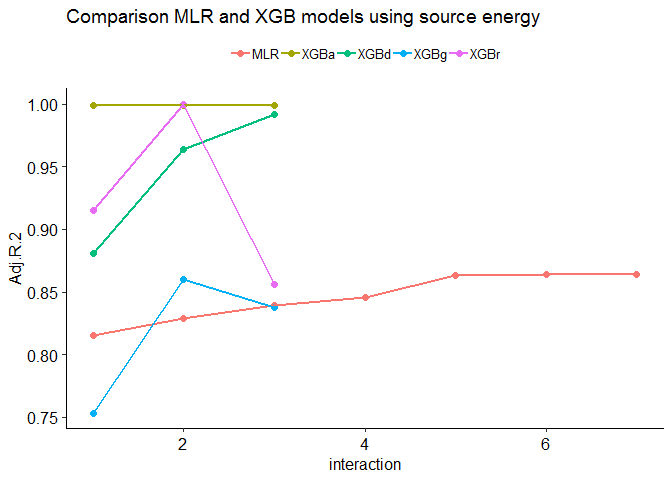 Comparison MLR and XGB models using source energy
MLR XGBa XGBd XGBg XGBr
1.00
0.95
0.90
0.85
0.80
0.75
Adj.R.2
2 4 6
interaction